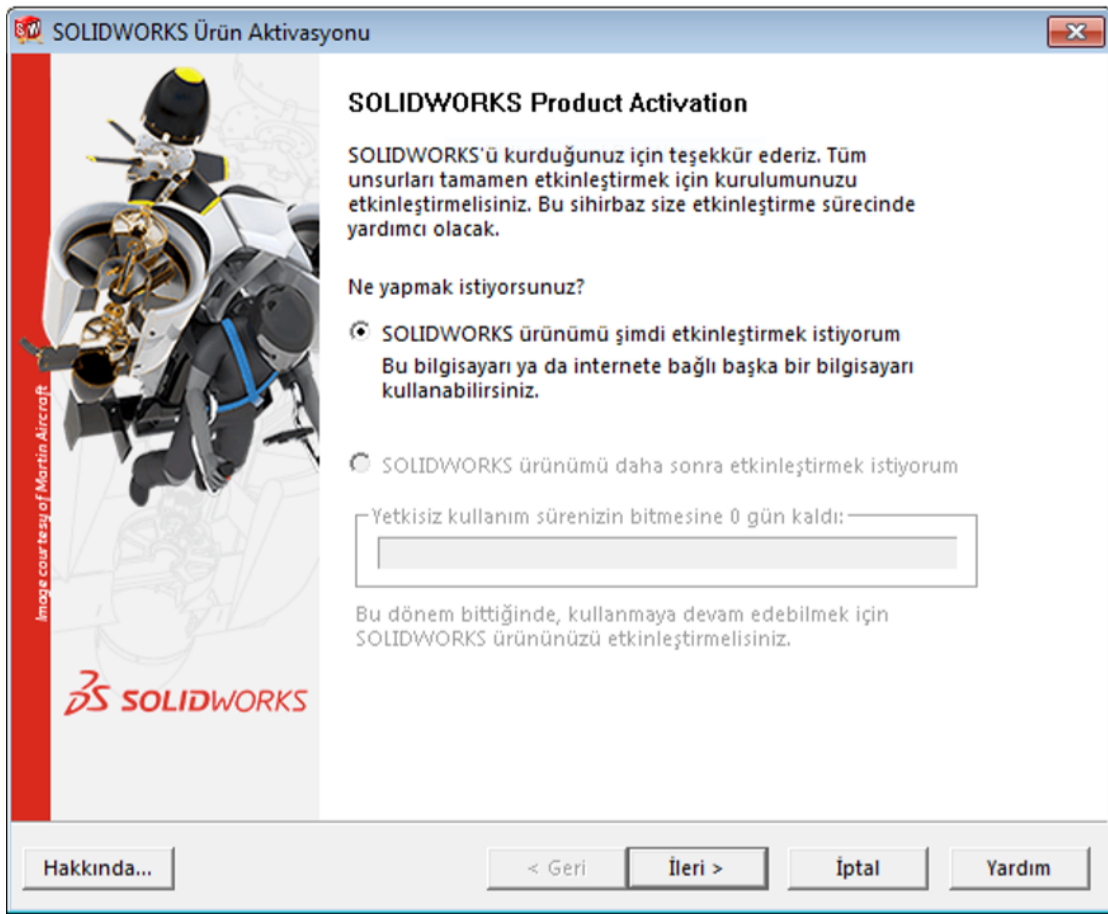 SOLIDWORKS Ürün Aktivasyonu
SOLIDWORKS Product Activation
SOLIDWORKS'ü kurduğunuz için teşekkür ederiz. Tüm
unsurları tamamen etkinleştirmek için kurulumunuzu
etkinleştirmelisiniz. Bu sihirbaz size etkinleştirme sürecinde
yardımcı olacak.
Ne yapmak istiyorsunuz?
SOLIDWORKS ürünümü şimdi etkinleştirmek istiyorum
Bu bilgisayarı ya da internete bağlı başka bir bilgisayarı
kullanabilirsiniz.
SOLIDWORKS ürünümü daha sonra etkinleştirmek istiyorum
Yetkisiz kullanım sürenizin bitmesine 0 gün kaldı:
Bu dönem bittiğinde, kullanmaya devam edebilmek için
SOLIDWORKS ürününüzü etkinleştirmelisiniz.
Image courtesy of Martin Aircraft
SOLIDWORKS
Hakkında...
< Geri
İleri >
İptal
Yardım